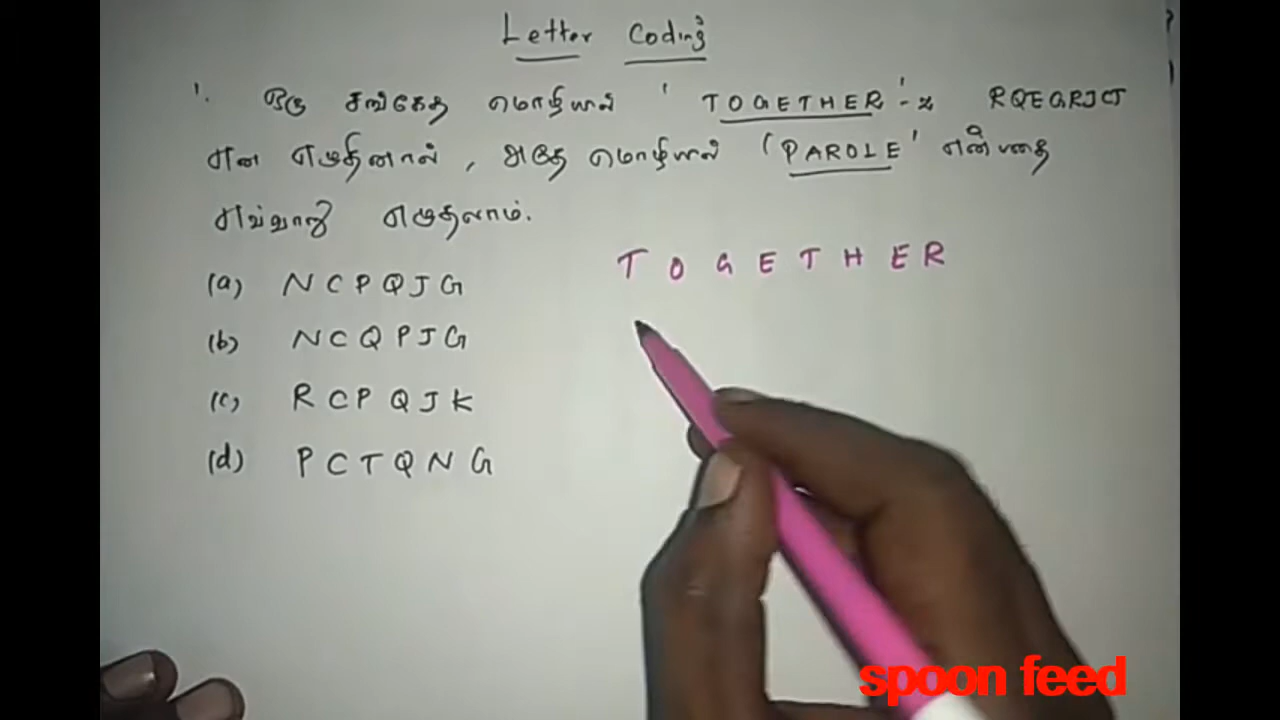 Letter Coding
1. ஒரு சங்கேத மொழியில் 'TOGETHER'-ஐ RQEGRJCT
என எழுதினால், அதே மொழியில் 'PAROLE' என்பதை
எவ்வாறு எழுதலாம்.
TOGETHER
(a) NCPQJG
(b) NCQPJG
(c) RCPQJK
(d) PCTQNG
spoon feed